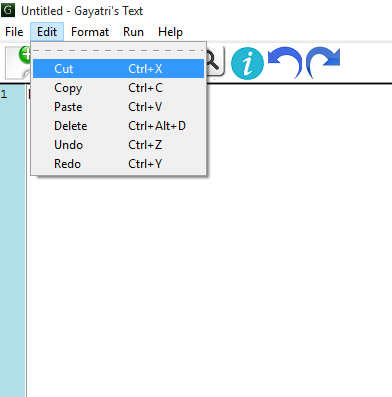 G Untitled - Gayatri's Text
File Edit Format Run Help
Cut Ctrl+X
Copy Ctrl+C
Paste Ctrl+V
Delete Ctrl+Alt+D
Undo Ctrl+Z
Redo Ctrl+Y
i
1